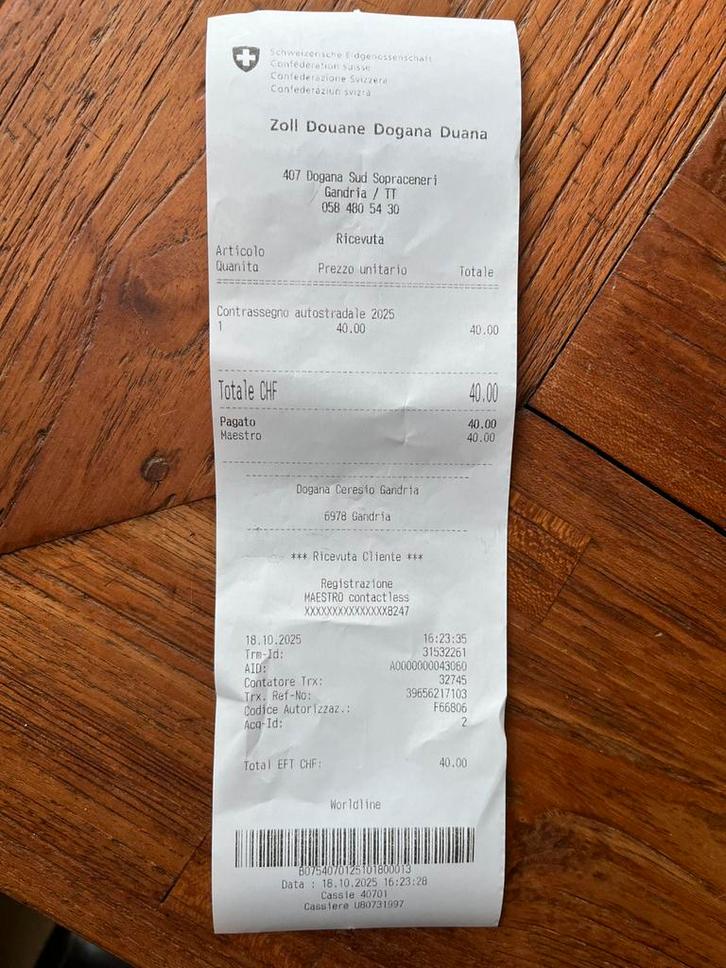 Schweizerische Eidgenossenschaft
Confédération suisse
Confederazione Svizzera
Confederaziun svizra
Zoll Douane Dogana Duana
407 Dogana Sud Sopraceneri
Gandria / TT
058 480 54 30
Ricevuta
Articolo
Quanita Prezzo unitario Totale
Contrassegno autostradale 2025
1 40.00 40.00
Totale CHF 40.00
Pagato 40.00
Maestro 40.00
Dogana Ceresio Gandria
6978 Gandria
*** Ricevuta Cliente ***
Registrazione
MAESTRO contactless
XXXXXXXXXXXXXXX8247
18.10.2025 16:23:35
Trm-Id: 31532261
AID: A0000000043060
Contatore Trx: 32745
Trx. Ref-No: 39656217103
Codice Autorizzaz.: F66806
Acq-Id: 2
Total EFT CHF: 40.00
Worldline
B0754070125101800013
Data : 18.10.2025 16:23:28
Cassie 40701
Cassiere U80731997